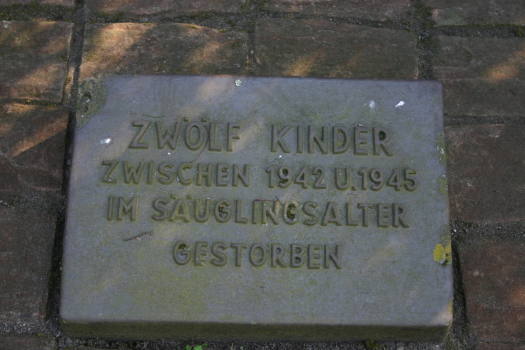 ZWÖLF KINDER
ZWISCHEN 1942 U. 1945
IM SÄUGLINGSALTER
GESTORBEN